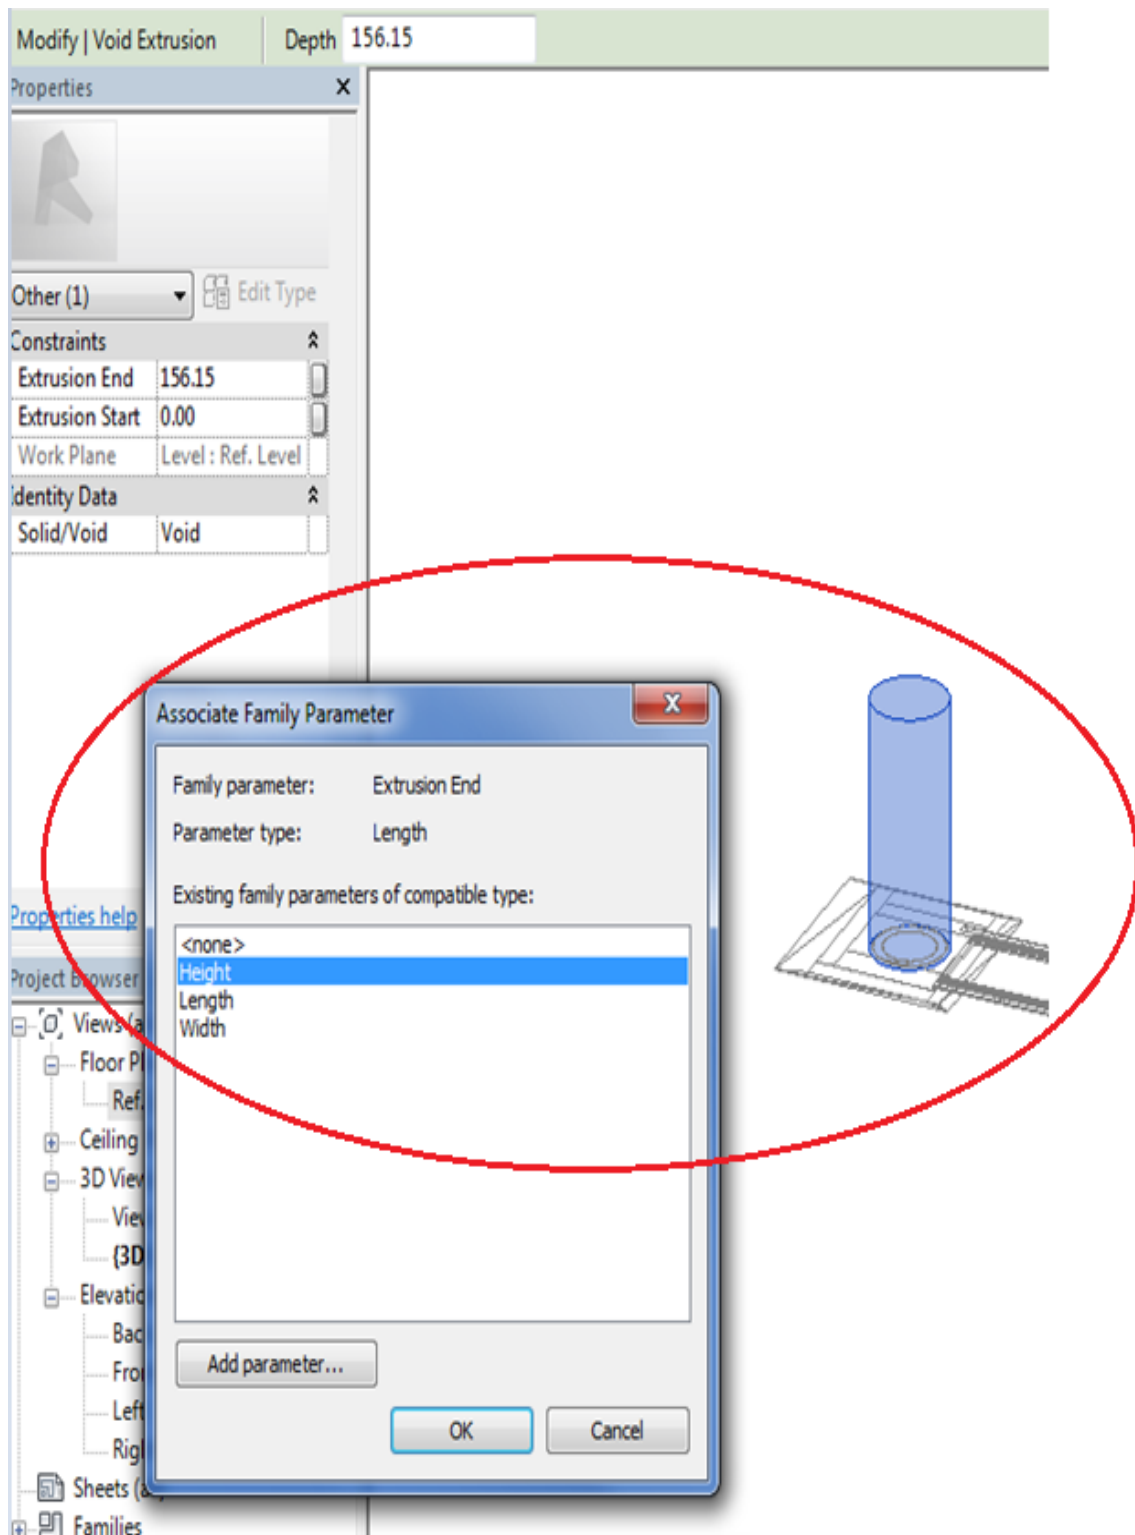 Modify | Void Extrusion Depth 156.15
Properties X
Other (1) Edit Type
Constraints
Extrusion End 156.15
Extrusion Start 0.00
Work Plane Level : Ref. Level
Identity Data
Solid/Void Void
Associate Family Parameter
Family parameter: Extrusion End
Parameter type: Length
Existing family parameters of compatible type:
<none>
Height
Length
Width
Add parameter...
OK Cancel
Properties help
Project Browser
Views (a
Floor Pl
Ref.
Ceiling
3D View
View
{3D
Elevatio
Bac
Fro
Left
Rig
Sheets (a
Families